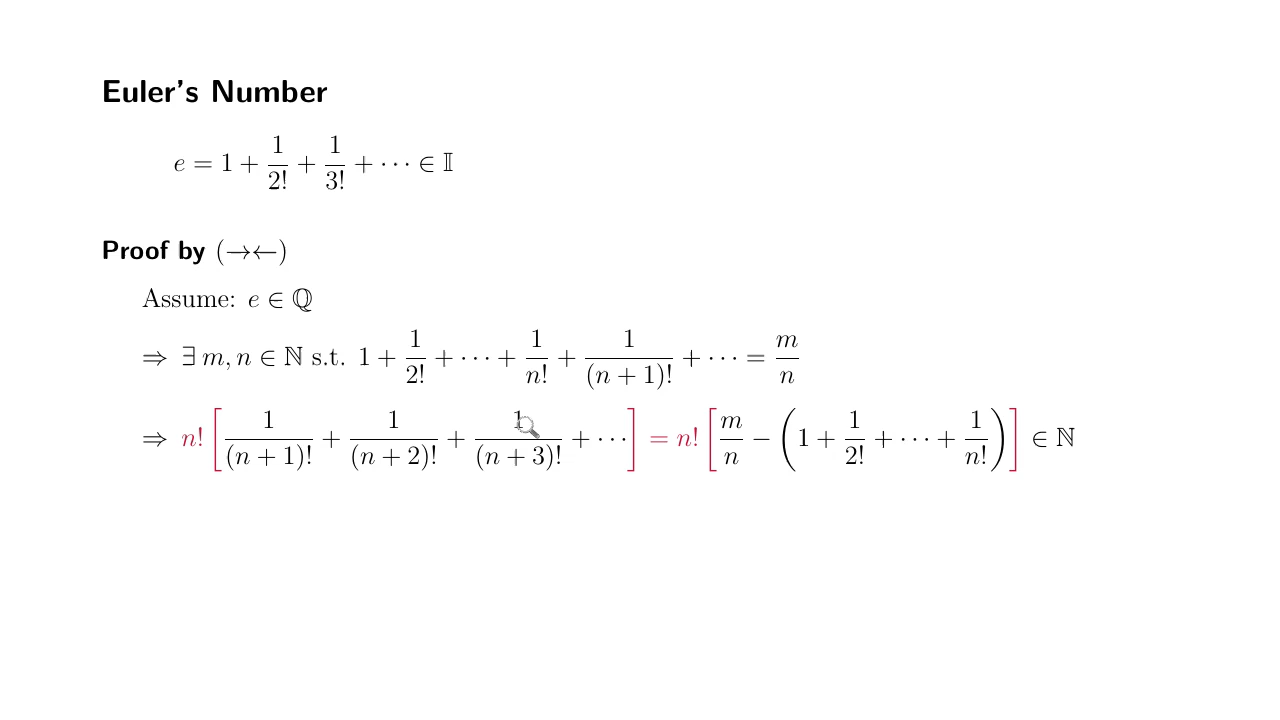 Euler's Number
e = 1 + 1/2! + 1/3! + ⋯ ∈ 𝕀
Proof by (→←)
Assume: e ∈ ℚ
⇒ ∃ m, n ∈ ℕ s.t. 1 + 1/2! + ⋯ + 1/n! + 1/(n + 1)! + ⋯ = m/n
⇒ n! [1/(n + 1)! + 1/(n + 2)! + 1/(n + 3)! + ⋯] = n! [m/n − (1 + 1/2! + ⋯ + 1/n!)] ∈ ℕ